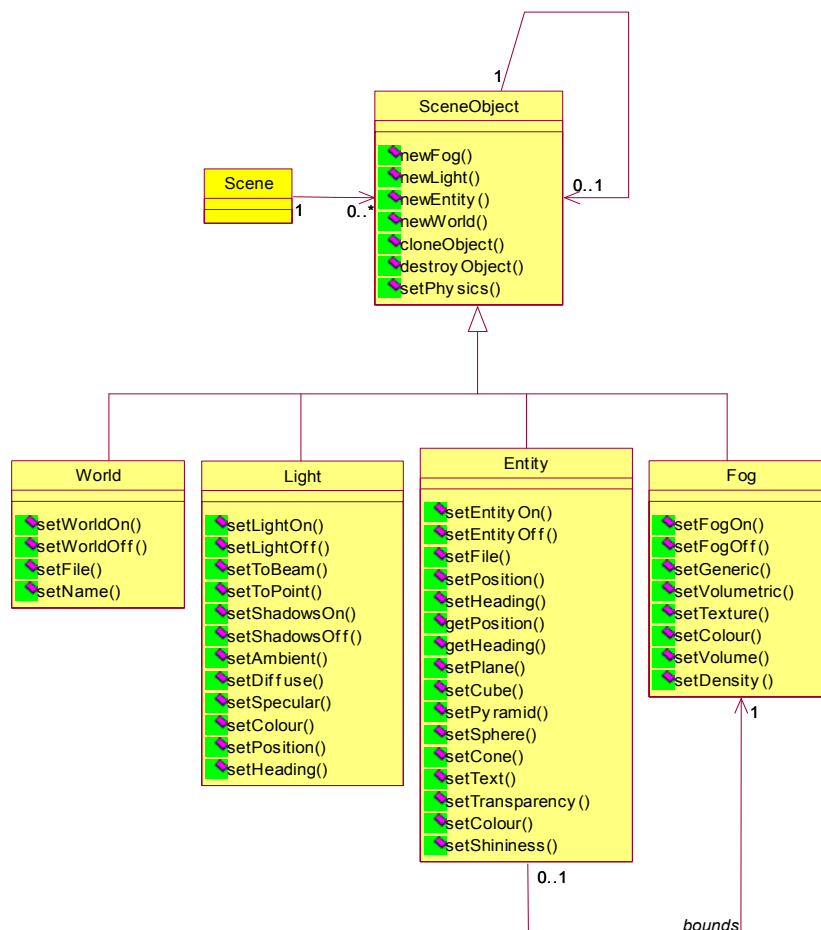 1
SceneObject
newFog()
newLight()
newEntity()
newWorld()
cloneObject()
destroyObject()
setPhysics()
0..1
Scene
1
0..*
World
setWorldOn()
setWorldOff()
setFile()
setName()
Light
setLightOn()
setLightOff()
setToBeam()
setToPoint()
setShadowsOn()
setShadowsOff()
setAmbient()
setDiffuse()
setSpecular()
setColour()
setPosition()
setHeading()
Entity
setEntityOn()
setEntityOff()
setFile()
setPosition()
setHeading()
getPosition()
getHeading()
setPlane()
setCube()
setPyramid()
setSphere()
setCone()
setText()
setTransparency()
setColour()
setShininess()
0..1
Fog
setFogOn()
setFogOff()
setGeneric()
setVolumetric()
setTexture()
setColour()
setVolume()
setDensity()
1
bounds